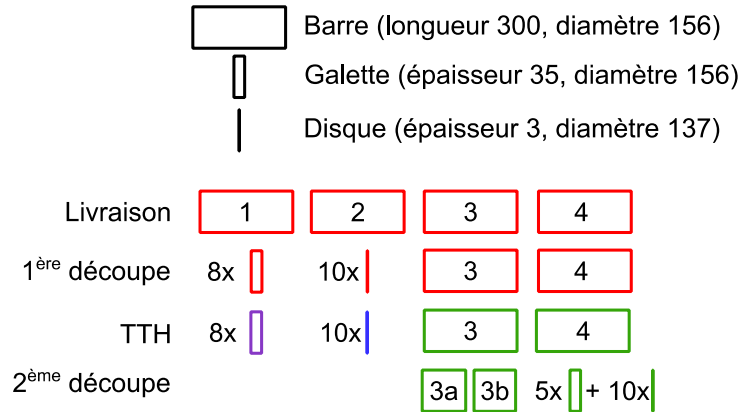 Barre (longueur 300, diamètre 156)
Galette (épaisseur 35, diamètre 156)
Disque (épaisseur 3, diamètre 137)
Livraison 1 2 3 4
1ère découpe 8x 10x 3 4
TTH 8x 10x 3 4
2ème découpe 3a 3b 5x + 10x